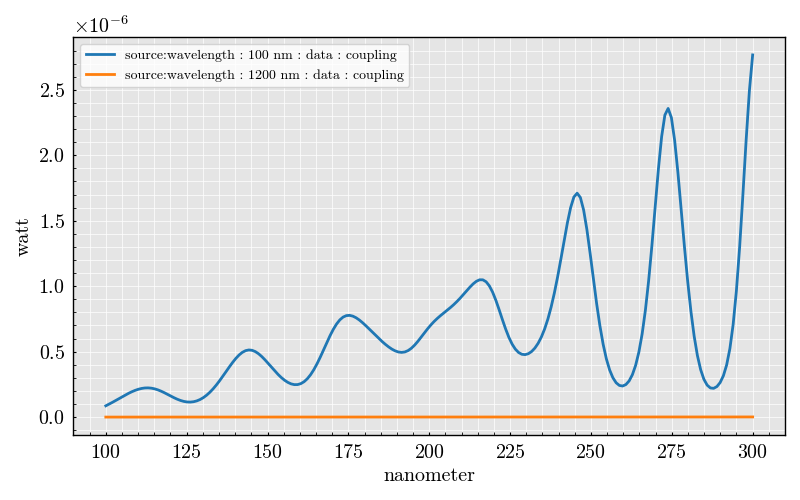 ×10⁻⁶
source:wavelength : 100 nm : data : coupling
source:wavelength : 1200 nm : data : coupling
2.5
2.0
1.5
1.0
0.5
0.0
watt
100 125 150 175 200 225 250 275 300
nanometer